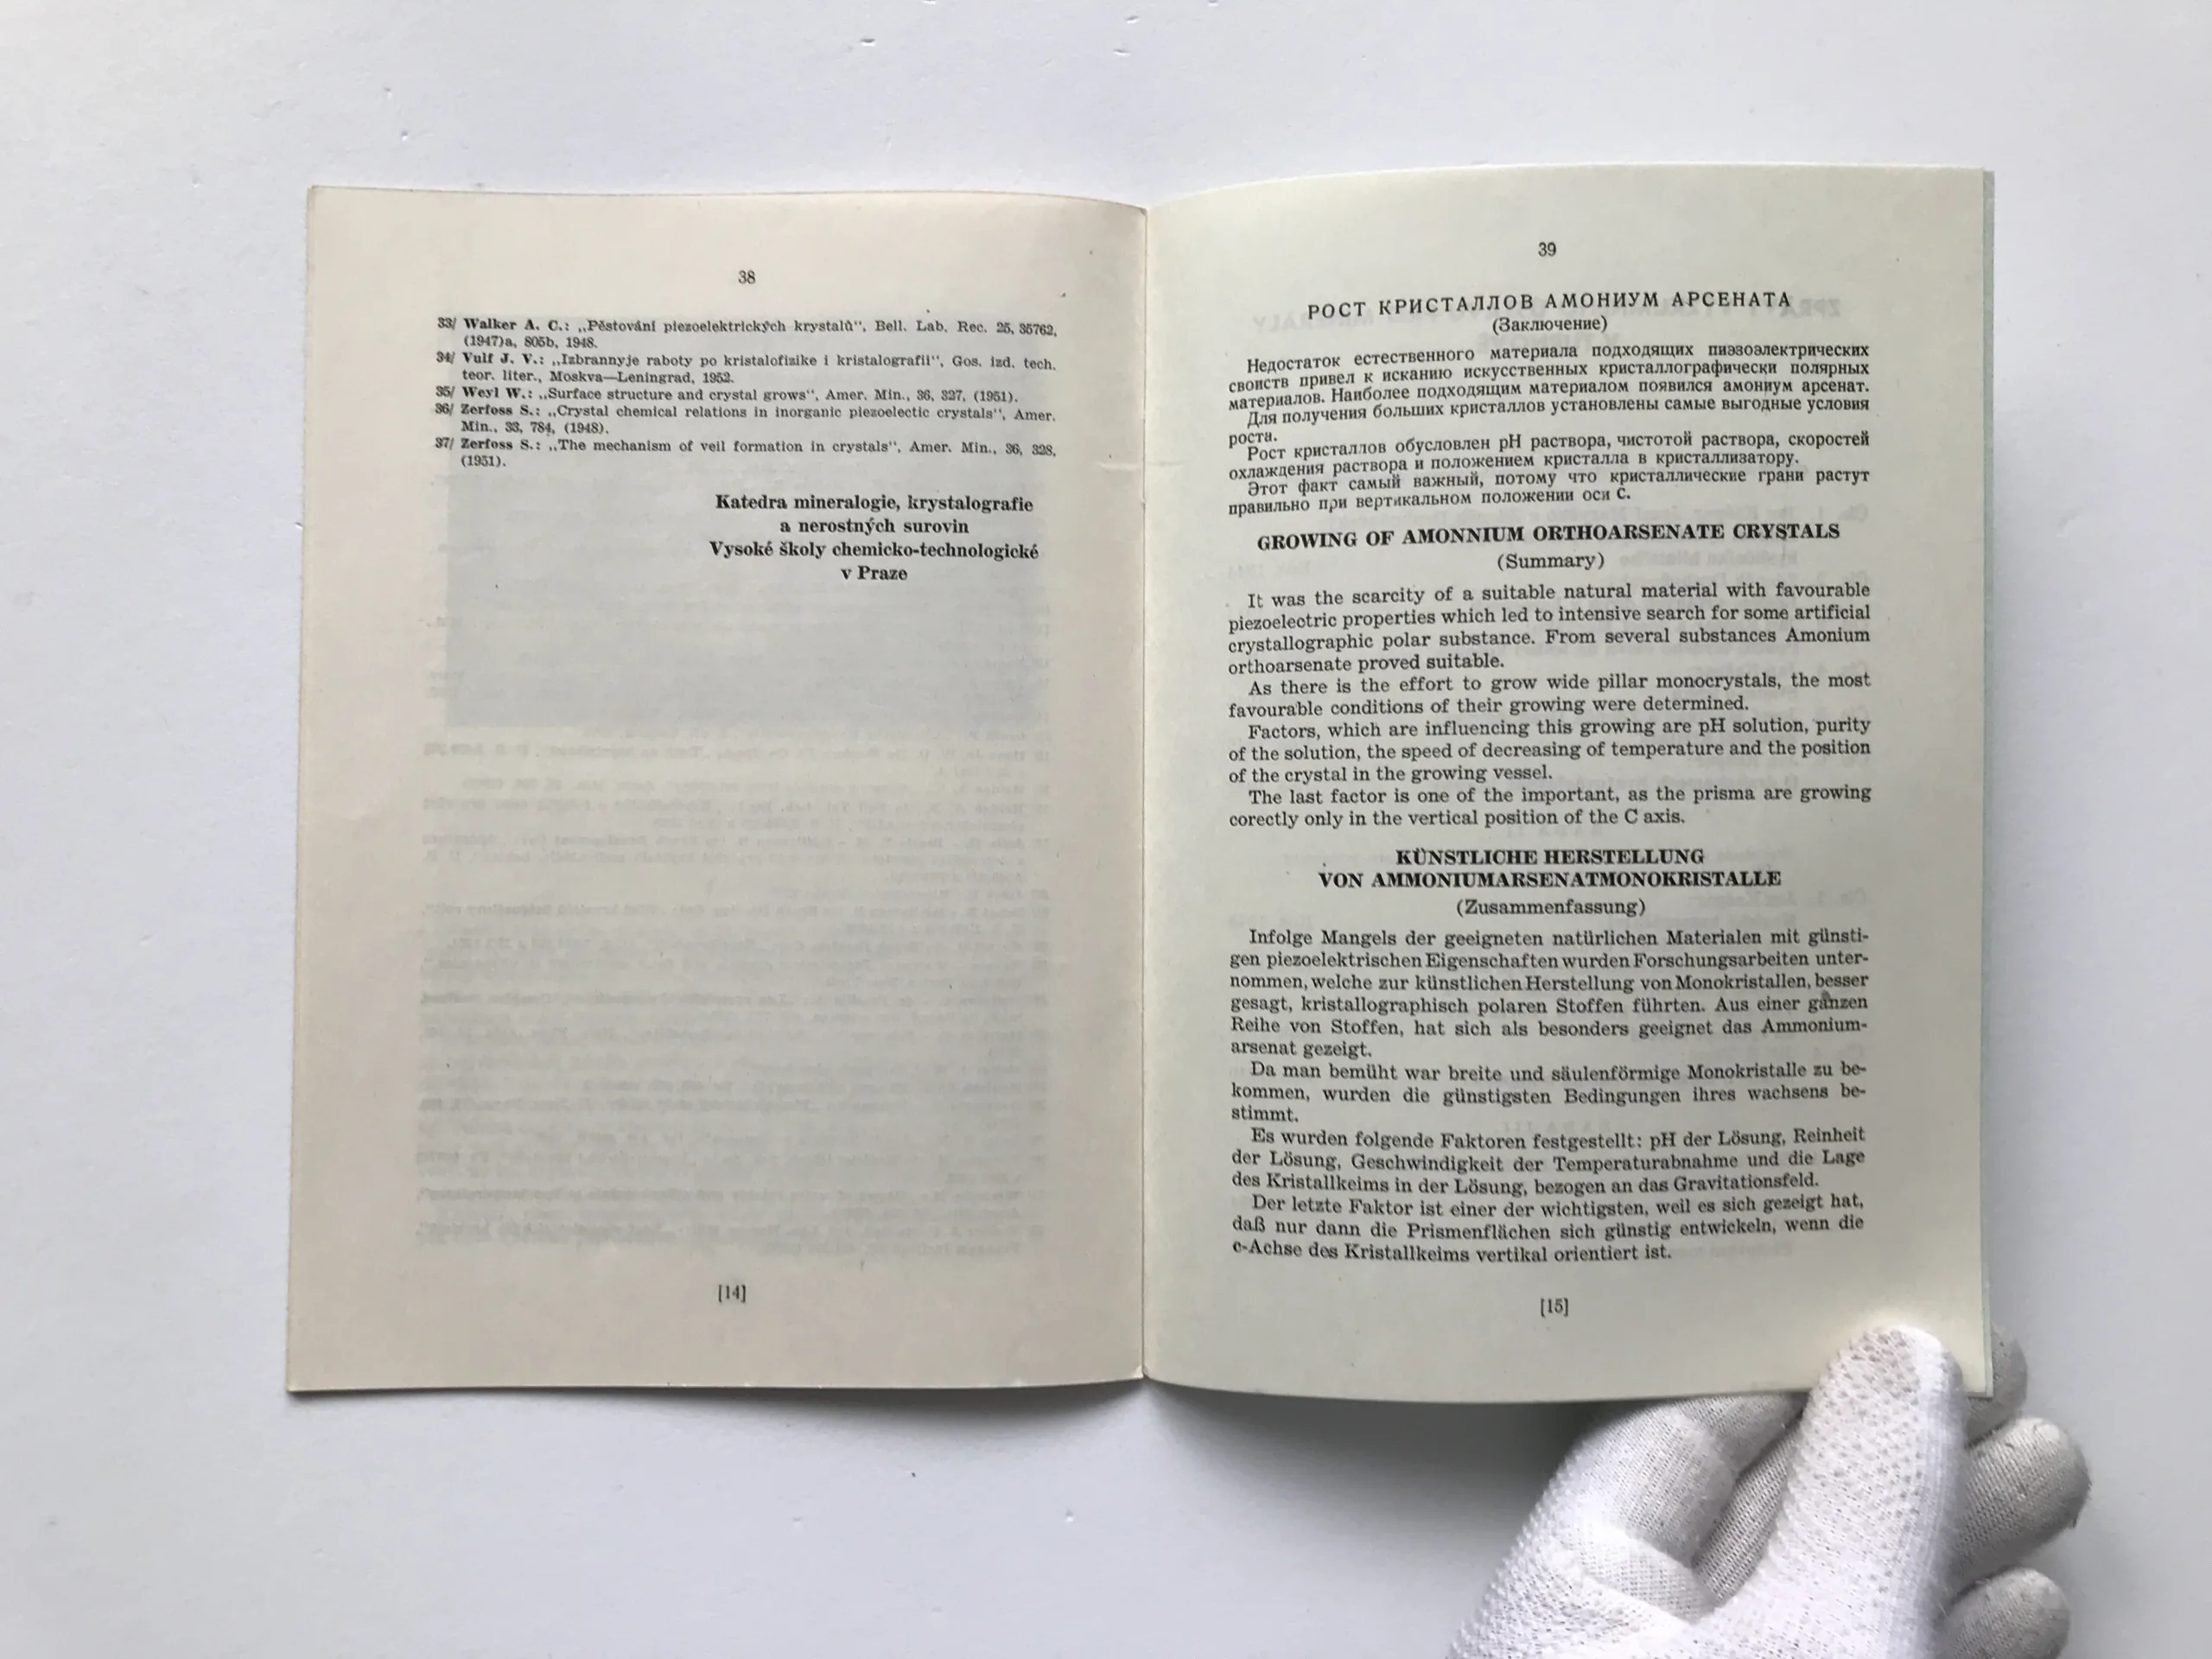 38
33/ Walker A. C.: „Pěstování piezoelektrických krystalů", Bell. Lab. Rec. 25, 35762,
(1947)a, 805b, 1948.
34/ Vulf J. V.: „Izbrannyje raboty po kristalofizike i kristalografii", Gos. izd. tech.
teor. liter., Moskva—Leningrad, 1952.
35/ Weyl W.: „Surface structure and crystal grows", Amer. Min., 36, 327, (1951).
36/ Zerfoss S.: „Crystal chemical relations in inorganic piezoelectic crystals", Amer.
Min., 33, 784, (1948).
37/ Zerfoss S.: „The mechanism of veil formation in crystals", Amer. Min., 36, 328,
(1951).
Katedra mineralogie, krystalografie
a nerostných surovin
Vysoké školy chemicko-technologické
v Praze
[14]
39
РОСТ КРИСТАЛЛОВ АМОНИУМ АРСЕНАТА
(Заключение)
Недостаток естественного материала подходящих пиэзоэлектрических
свойств привел к исканию искусственных кристаллографически полярных
материалов. Наиболее подходящим материалом появился амониум арсенат.
Для получения больших кристаллов установлены самые выгодные условия
роста.
Рост кристаллов обусловлен pH раствора, чистотой раствора, скоростей
охлаждения раствора и положением кристалла в кристаллизатору.
Этот факт самый важный, потому что кристаллические грани растут
правильно при вертикальном положении оси С.
GROWING OF AMONNIUM ORTHOARSENATE CRYSTALS
(Summary)
It was the scarcity of a suitable natural material with favourable
piezoelectric properties which led to intensive search for some artificial
crystallographic polar substance. From several substances Amonium
orthoarsenate proved suitable.
As there is the effort to grow wide pillar monocrystals, the most
favourable conditions of their growing were determined.
Factors, which are influencing this growing are pH solution, purity
of the solution, the speed of decreasing of temperature and the position
of the crystal in the growing vessel.
The last factor is one of the important, as the prisma are growing
corectly only in the vertical position of the C axis.
KÜNSTLICHE HERSTELLUNG
VON AMMONIUMARSENATMONOKRISTALLE
(Zusammenfassung)
Infolge Mangels der geeigneten natürlichen Materialen mit günsti-
gen piezoelektrischen Eigenschaften wurden Forschungsarbeiten unter-
nommen, welche zur künstlichen Herstellung von Monokristallen, besser
gesagt, kristallographisch polaren Stoffen führten. Aus einer ganzen
Reihe von Stoffen, hat sich als besonders geeignet das Ammonium-
arsenat gezeigt.
Da man bemüht war breite und säulenförmige Monokristalle zu be-
kommen, wurden die günstigsten Bedingungen ihres wachsens be-
stimmt.
Es wurden folgende Faktoren festgestellt: pH der Lösung, Reinheit
der Lösung, Geschwindigkeit der Temperaturabnahme und die Lage
des Kristallkeims in der Lösung, bezogen an das Gravitationsfeld.
Der letzte Faktor ist einer der wichtigsten, weil es sich gezeigt hat,
daß nur dann die Prismenflächen sich günstig entwickeln, wenn die
c-Achse des Kristallkeims vertikal orientiert ist.
[15]